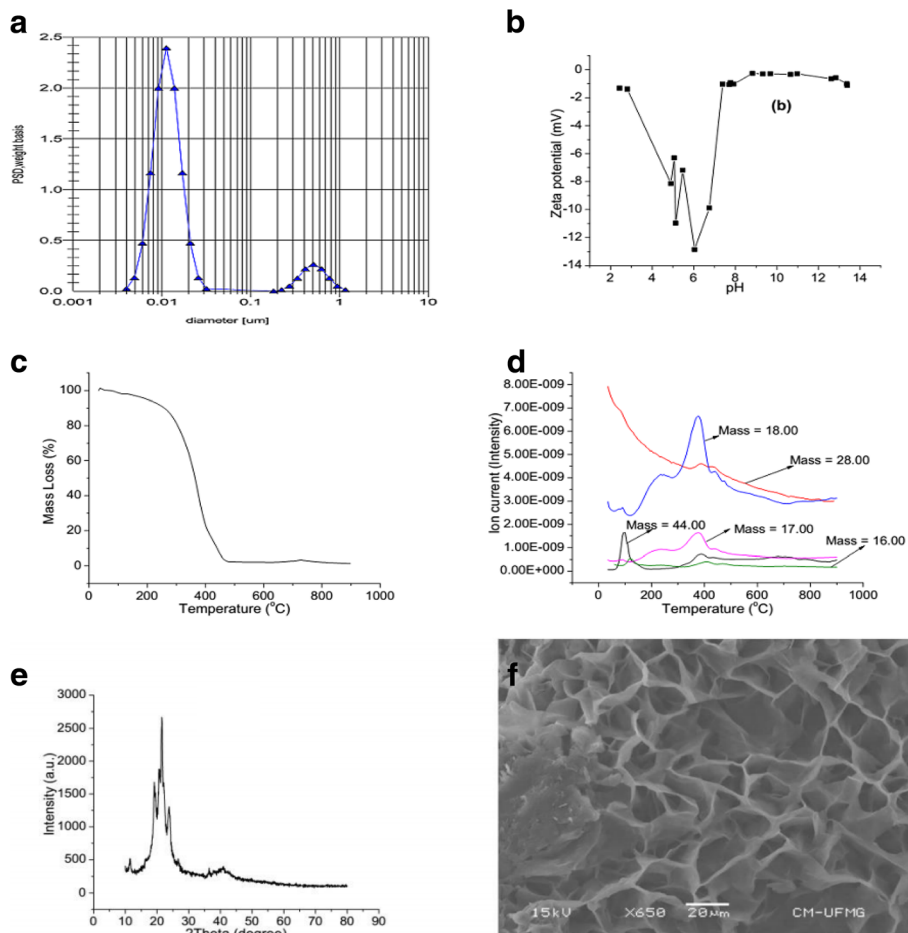 a
2.5
2.0
1.5
1.0
0.5
0.0
PSD,weight basis
0.001 0.01 0.1 1 10
diameter [um]
b
0
-2
-4
-6
-8
-10
-12
-14
Zeta potential (mV)
(b)
2 4 6 8 10 12 14
pH
c
100
80
60
40
20
0
Mass Loss (%)
0 200 400 600 800 1000
Temperature (°C)
d
8.00E-009
7.00E-009
6.00E-009
5.00E-009
4.00E-009
3.00E-009
2.00E-009
1.00E-009
0.00E+000
Ion current (Intensity)
Mass = 18.00
Mass = 28.00
Mass = 44.00
Mass = 17.00
Mass = 16.00
0 200 400 600 800 1000
Temperature (°C)
e
3000
2500
2000
1500
1000
500
0
Intensity (a.u.)
0 10 20 30 40 50 60 70 80 90
2Theta (degree)
f
15kV X650 20µm CM-UFMG